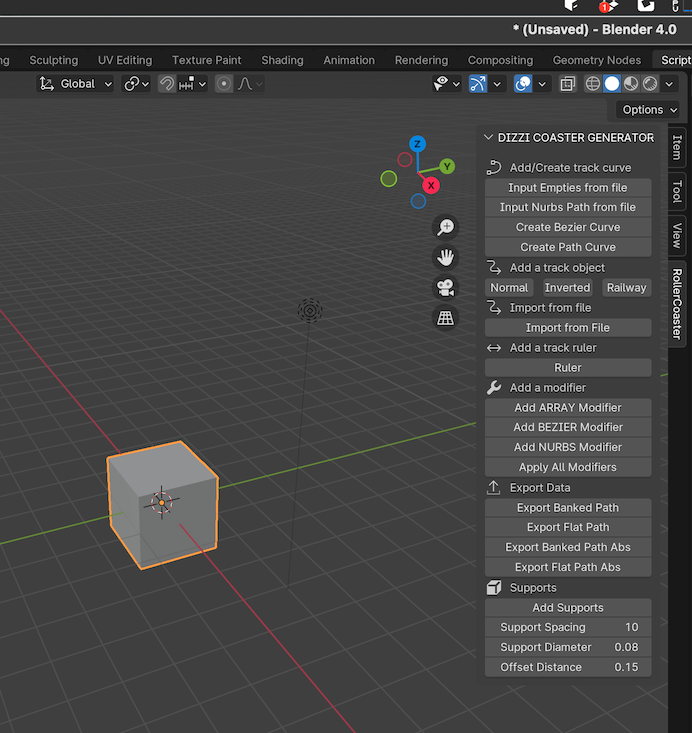 1
* (Unsaved) - Blender 4.0
Sculpting UV Editing Texture Paint Shading Animation Rendering Compositing Geometry Nodes Script
Global
Options
DIZZI COASTER GENERATOR
Z
Y
X
Add/Create track curve
Input Empties from file
Input Nurbs Path from file
Create Bezier Curve
Create Path Curve
Add a track object
Normal Inverted Railway
Import from file
Import from File
Add a track ruler
Ruler
Add a modifier
Add ARRAY Modifier
Add BEZIER Modifier
Add NURBS Modifier
Apply All Modifiers
Export Data
Export Banked Path
Export Flat Path
Export Banked Path Abs
Export Flat Path Abs
Supports
Add Supports
Support Spacing 10
Support Diameter 0.08
Offset Distance 0.15
Item
Tool
View
RollerCoaster